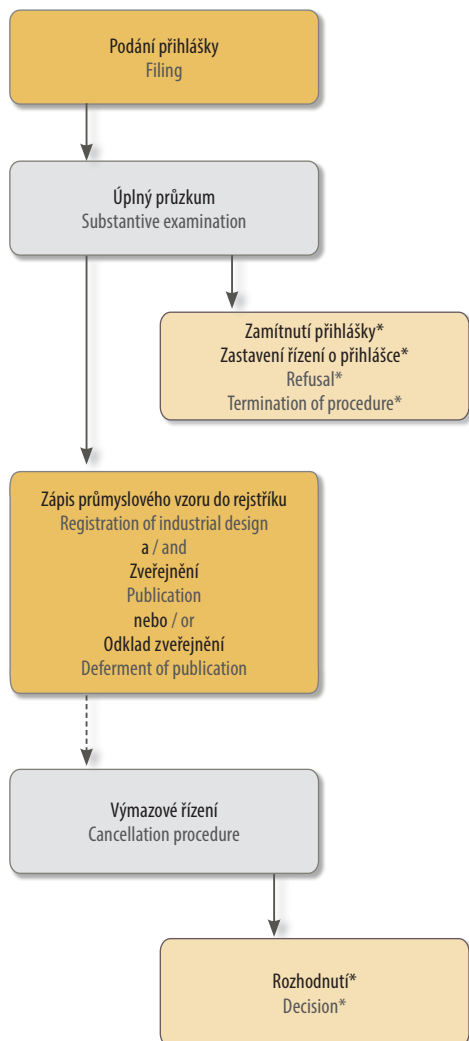 Podání přihlášky
Filing
Úplný průzkum
Substantive examination
Zamítnutí přihlášky*
Zastavení řízení o přihlášce*
Refusal*
Termination of procedure*
Zápis průmyslového vzoru do rejstříku
Registration of industrial design
a / and
Zveřejnění
Publication
nebo / or
Odklad zveřejnění
Deferment of publication
Výmazové řízení
Cancellation procedure
Rozhodnutí*
Decision*